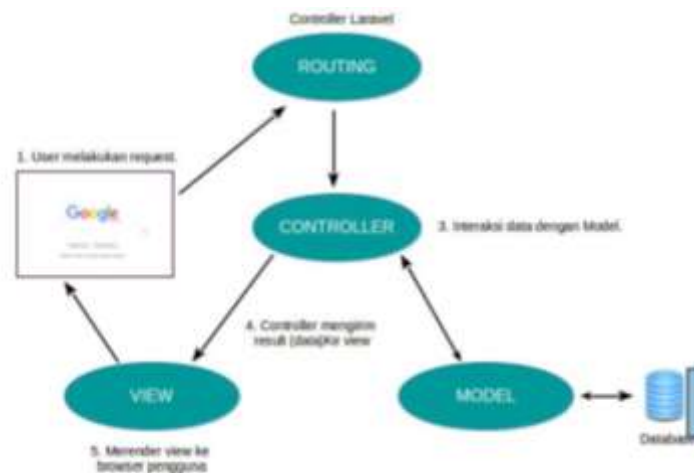 Controller Laravel
ROUTING
1. User melakukan request.
Google
CONTROLLER
3. Interaksi data dengan Model.
4. Controller mengirim
result (data)Ke view
VIEW
MODEL
Database
5. Merender view ke
browser pengguna